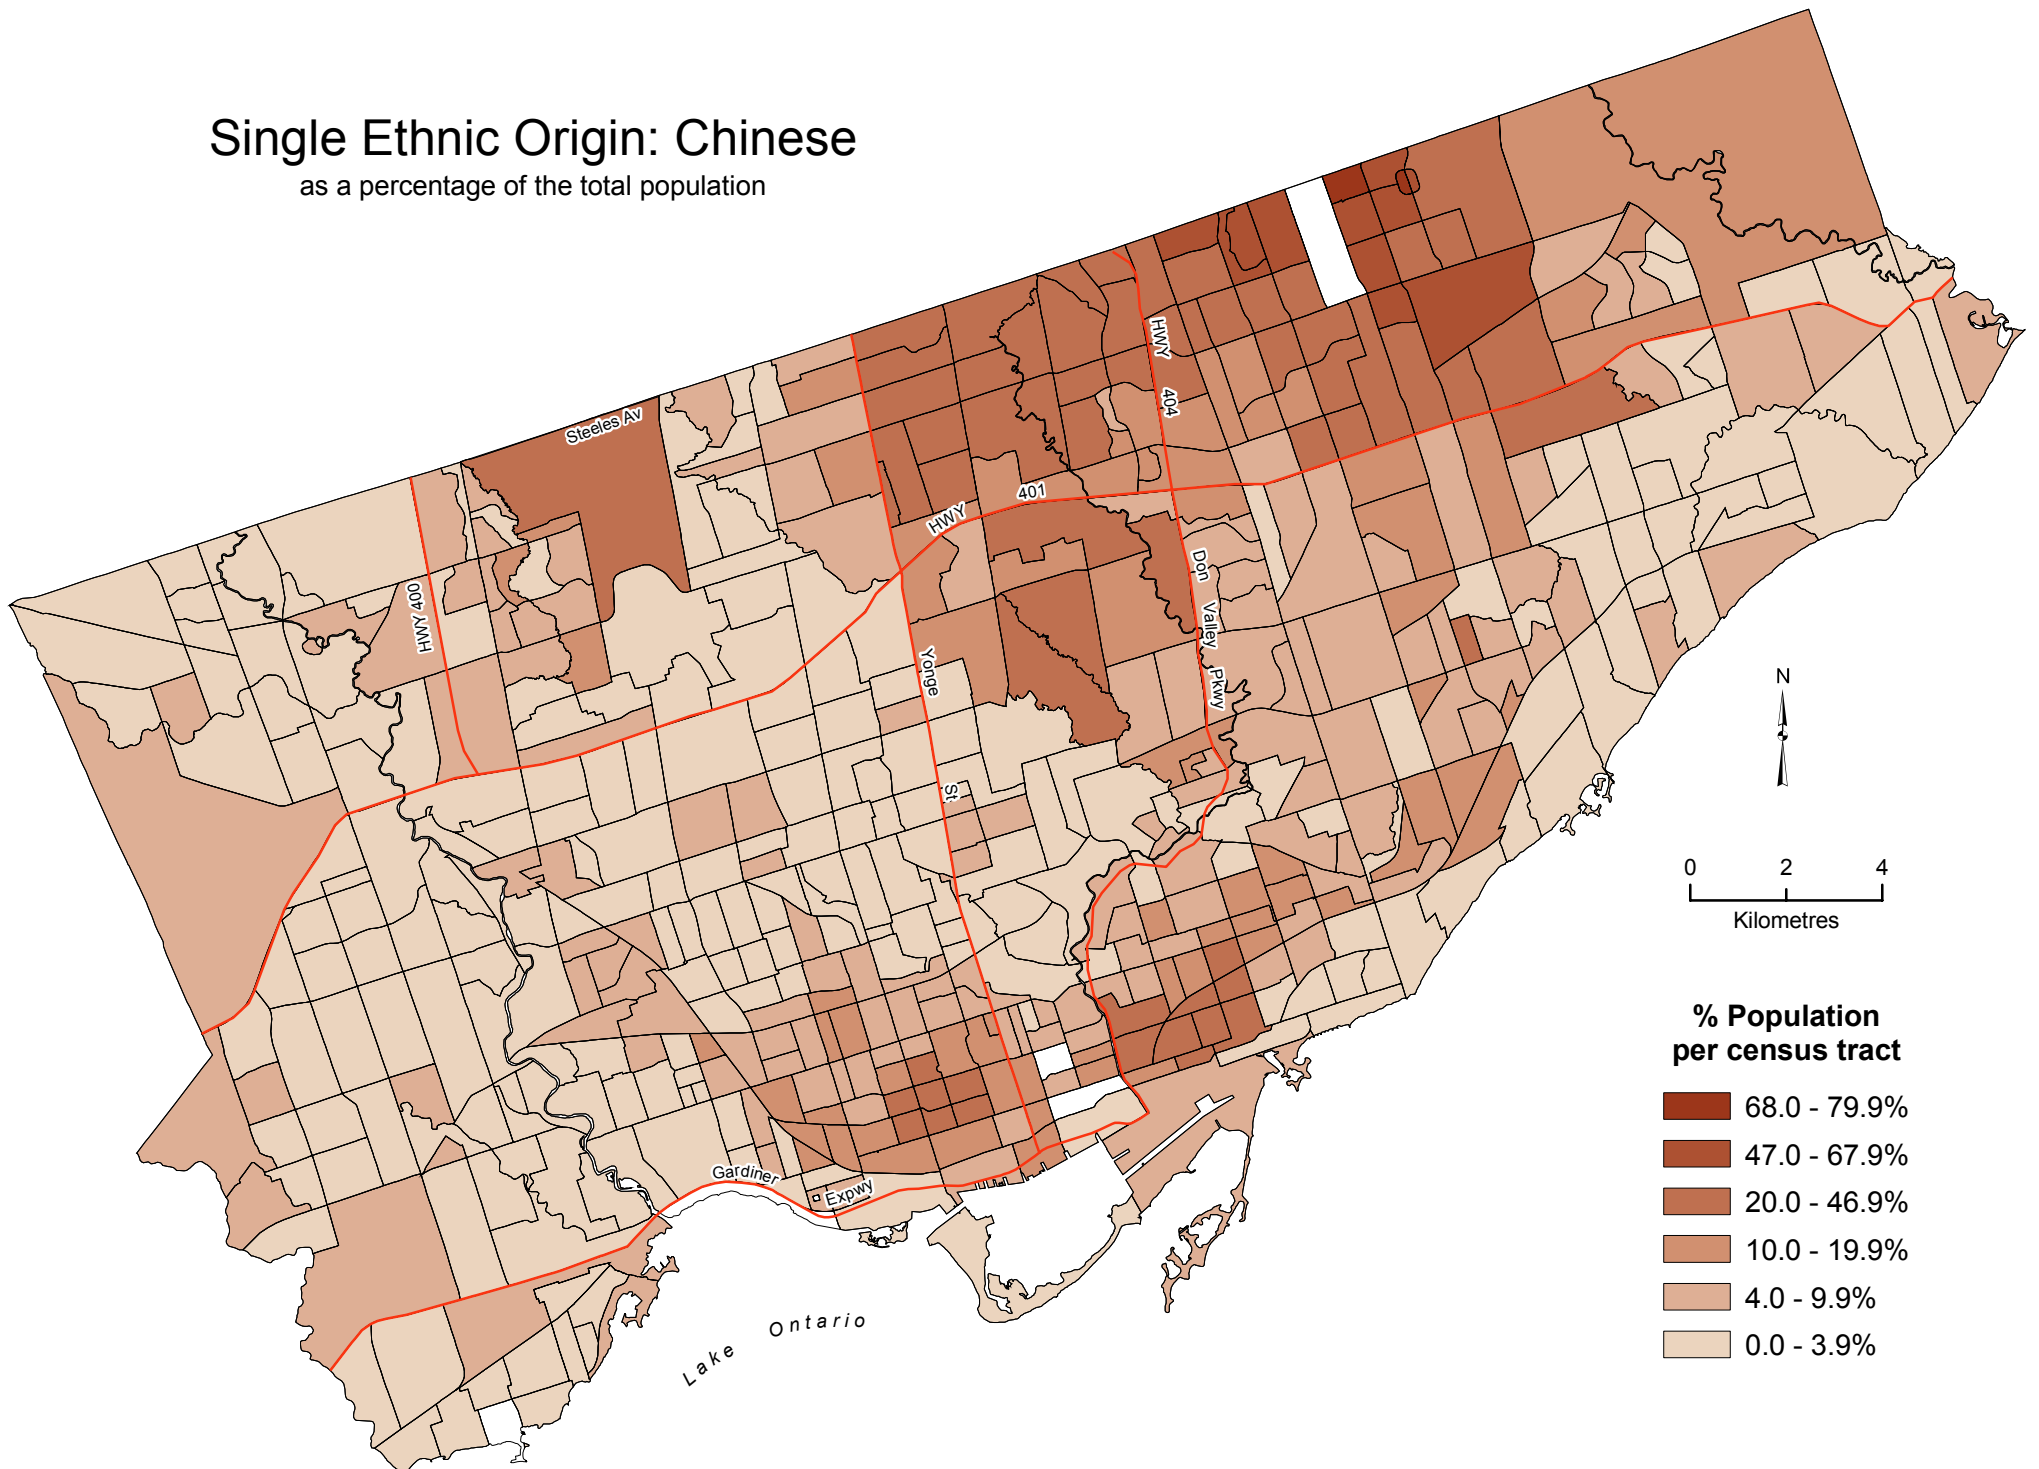 Single Ethnic Origin: Chinese
as a percentage of the total population
Steeles Av
HWY
404
HWY
401
HWY 400
Don
Valley
Pkwy
Yonge
St
N
0 2 4
Kilometres
Gardiner
Expwy
Lake Ontario
% Population
per census tract
68.0 - 79.9%
47.0 - 67.9%
20.0 - 46.9%
10.0 - 19.9%
4.0 - 9.9%
0.0 - 3.9%